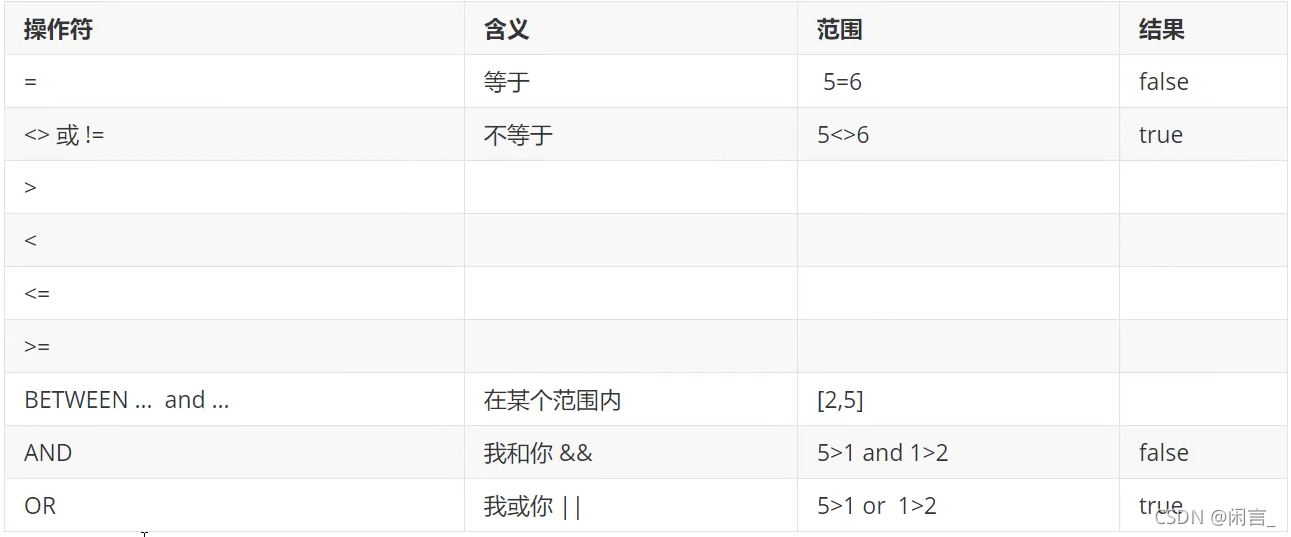 操作符 含义 范围 结果
= 等于 5=6 false
<> 或 != 不等于 5<>6 true
>
<
<=
>=
BETWEEN ... and ... 在某个范围内 [2,5]
AND 我和你 && 5>1 and 1>2 false
OR 我或你 || 5>1 or 1>2 true
CSDN @闲言_